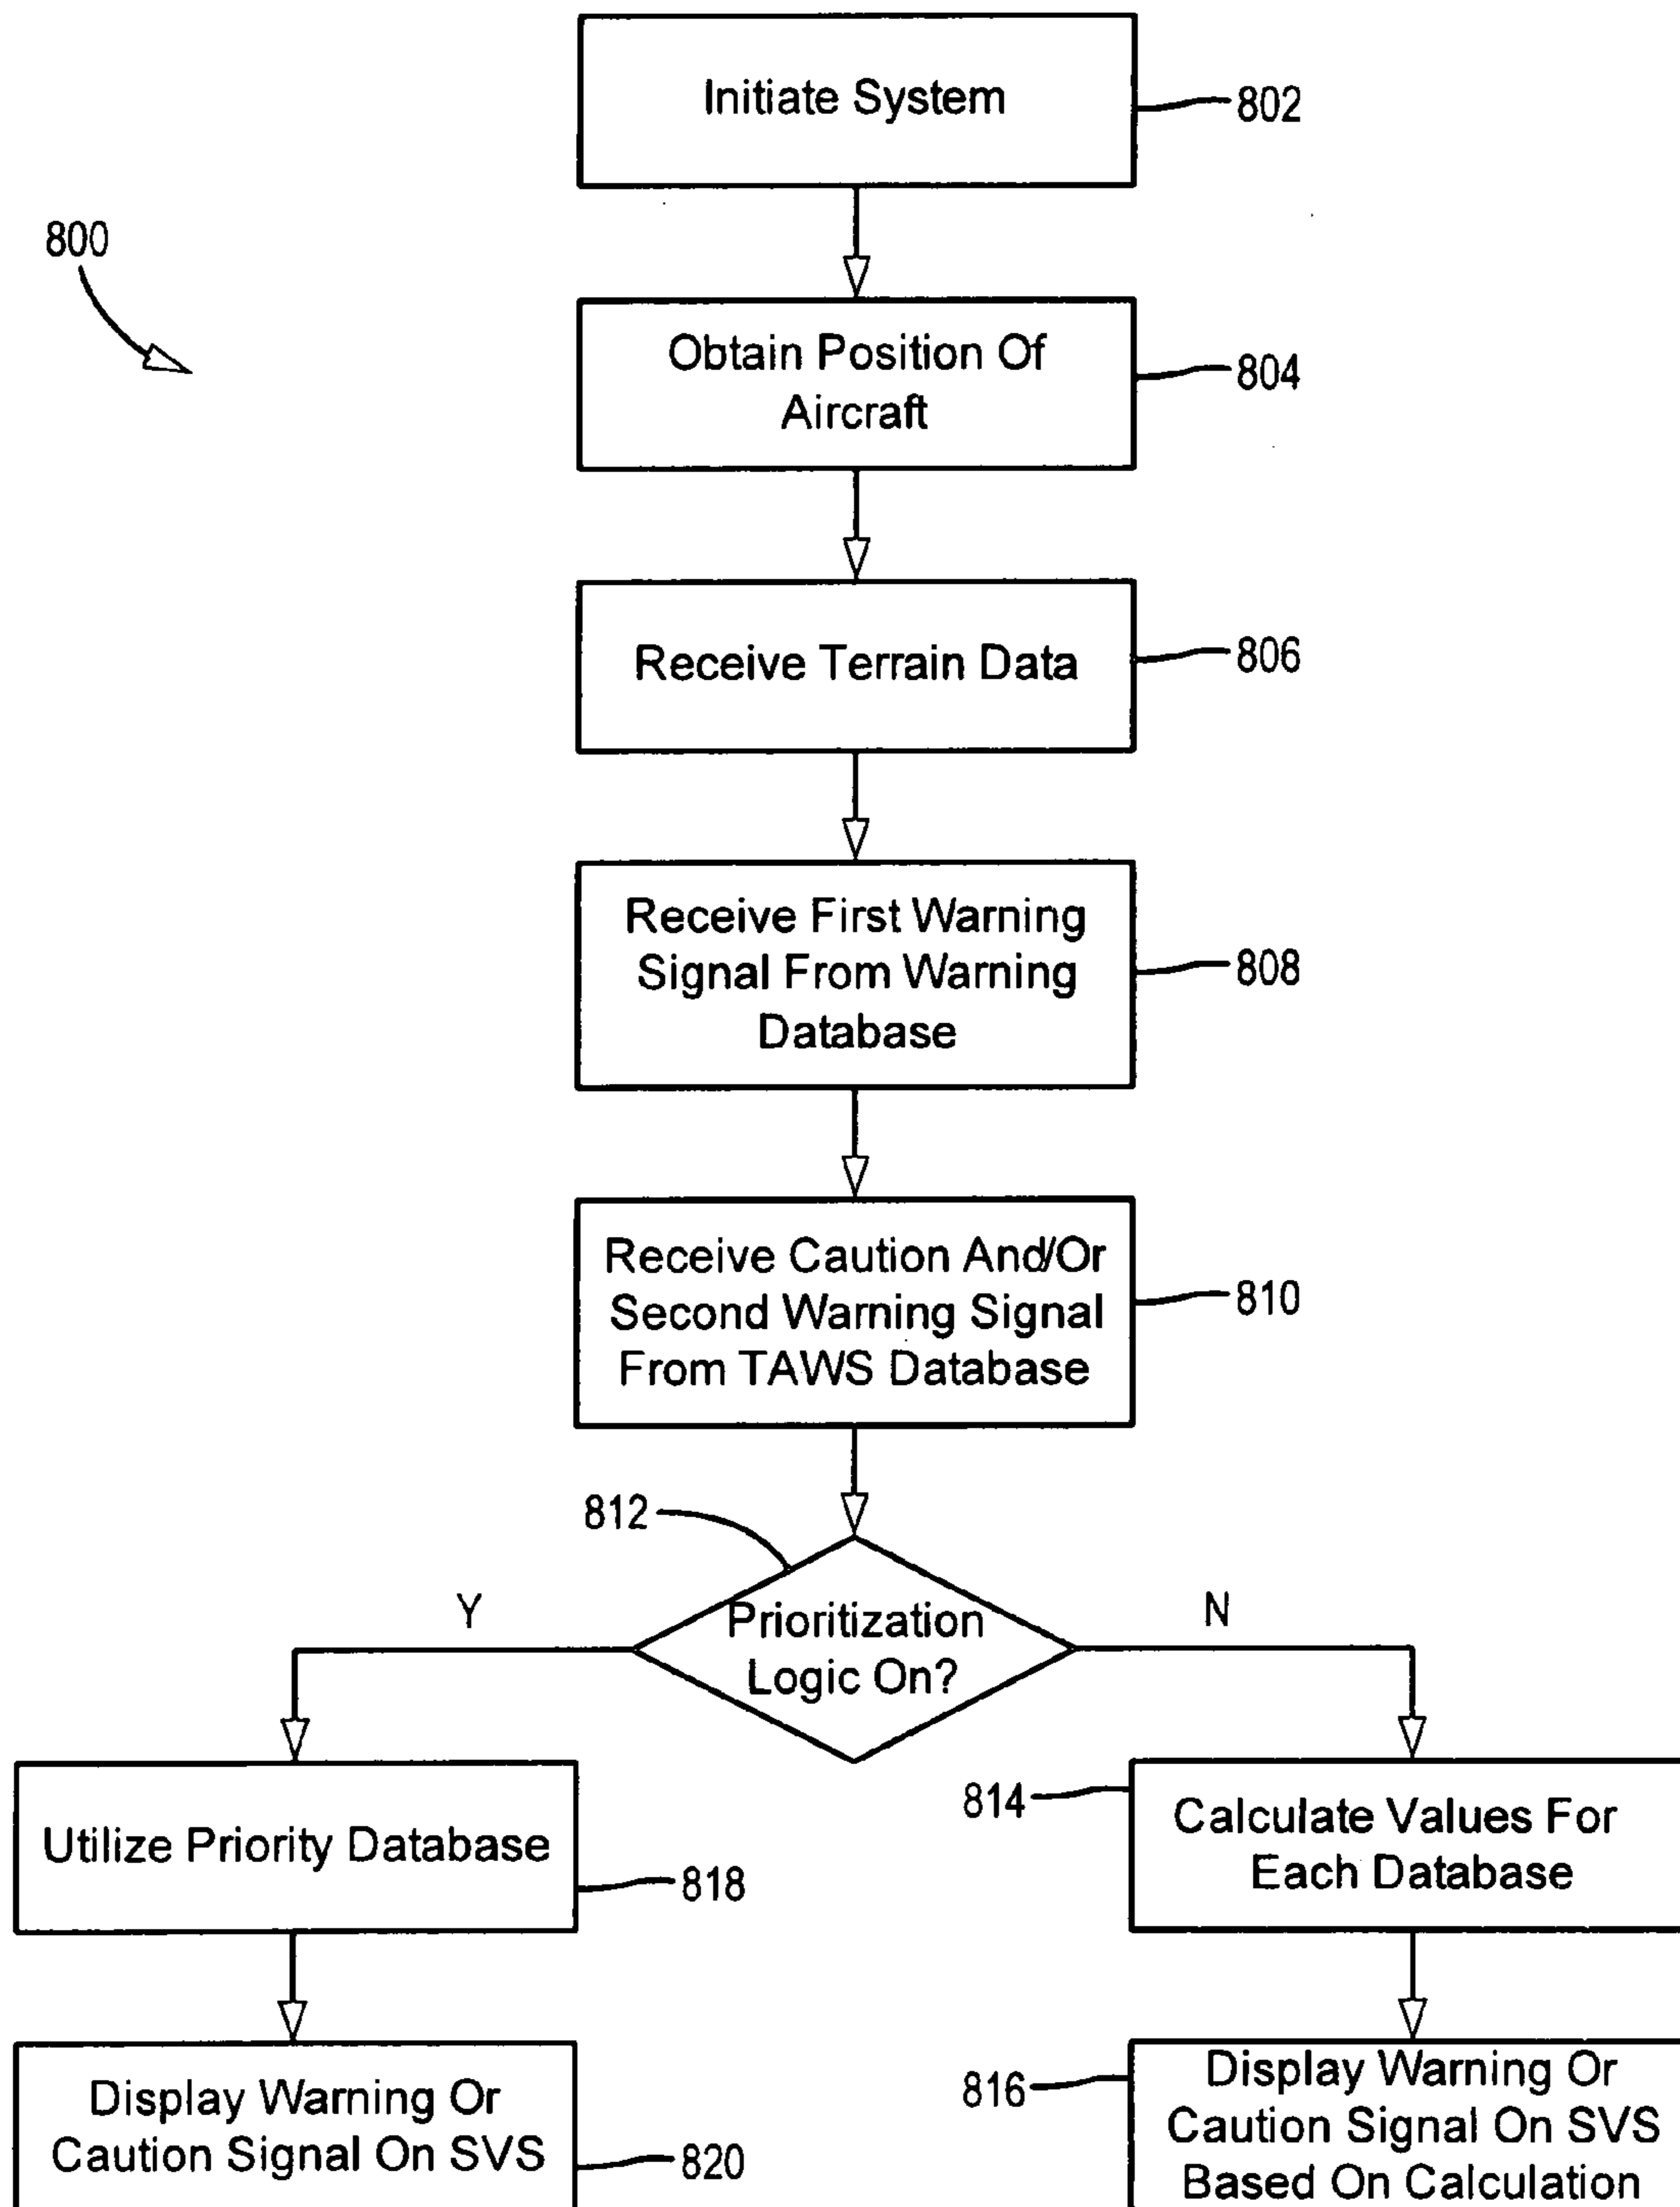 Initiate System
802
800
Obtain Position Of
Aircraft
804
Receive Terrain Data
806
Receive First Warning
Signal From Warning
Database
808
Receive Caution And/Or
Second Warning Signal
From TAWS Database
810
812
Prioritization
Logic On?
Y
N
Utilize Priority Database
818
814
Calculate Values For
Each Database
Display Warning Or
Caution Signal On SVS
820
816
Display Warning Or
Caution Signal On SVS
Based On Calculation